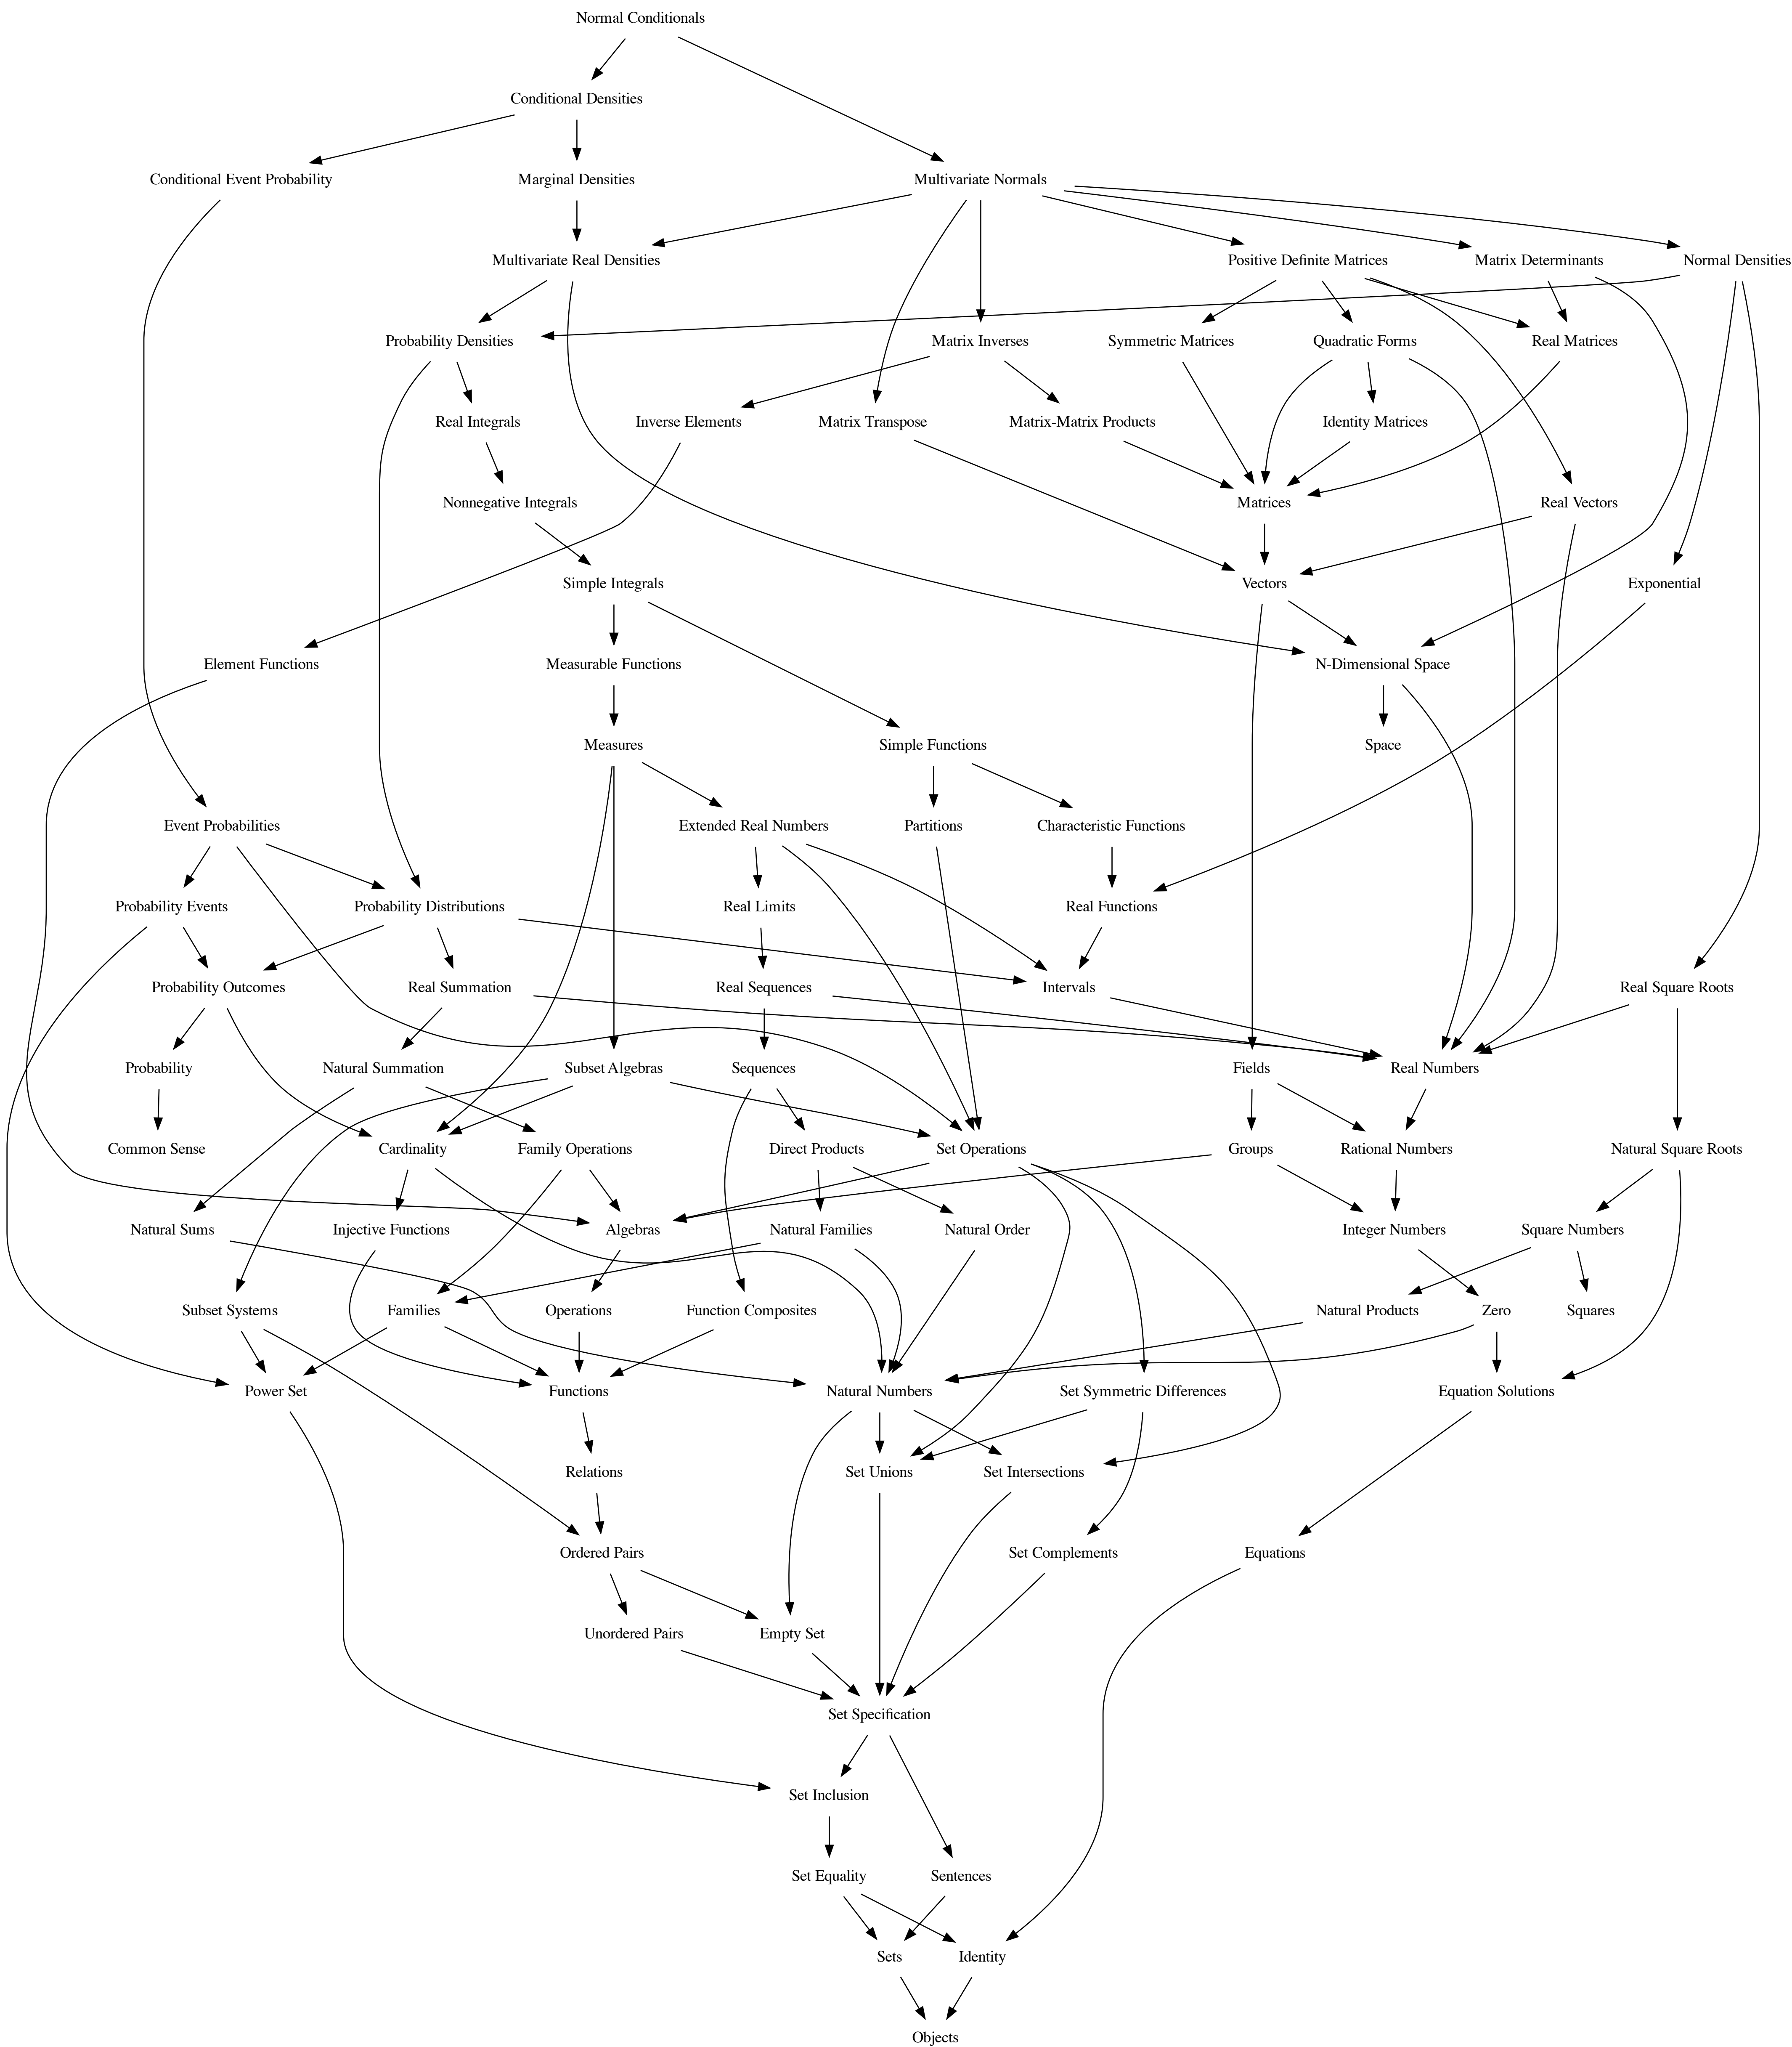 Normal Conditionals
Conditional Densities
Conditional Event Probability
Marginal Densities
Multivariate Normals
Multivariate Real Densities
Positive Definite Matrices
Matrix Determinants
Normal Densities
Probability Densities
Matrix Inverses
Symmetric Matrices
Quadratic Forms
Real Matrices
Real Integrals
Inverse Elements
Matrix Transpose
Matrix-Matrix Products
Identity Matrices
Nonnegative Integrals
Matrices
Real Vectors
Simple Integrals
Vectors
Exponential
Element Functions
Measurable Functions
N-Dimensional Space
Measures
Simple Functions
Space
Event Probabilities
Extended Real Numbers
Partitions
Characteristic Functions
Probability Events
Probability Distributions
Real Limits
Real Functions
Probability Outcomes
Real Summation
Real Sequences
Intervals
Real Square Roots
Probability
Natural Summation
Subset Algebras
Sequences
Fields
Real Numbers
Common Sense
Cardinality
Family Operations
Direct Products
Set Operations
Groups
Rational Numbers
Natural Square Roots
Natural Sums
Injective Functions
Algebras
Natural Families
Natural Order
Integer Numbers
Square Numbers
Subset Systems
Families
Operations
Function Composites
Natural Products
Zero
Squares
Power Set
Functions
Natural Numbers
Set Symmetric Differences
Equation Solutions
Relations
Set Unions
Set Intersections
Ordered Pairs
Set Complements
Equations
Unordered Pairs
Empty Set
Set Specification
Set Inclusion
Set Equality
Sentences
Sets
Identity
Objects